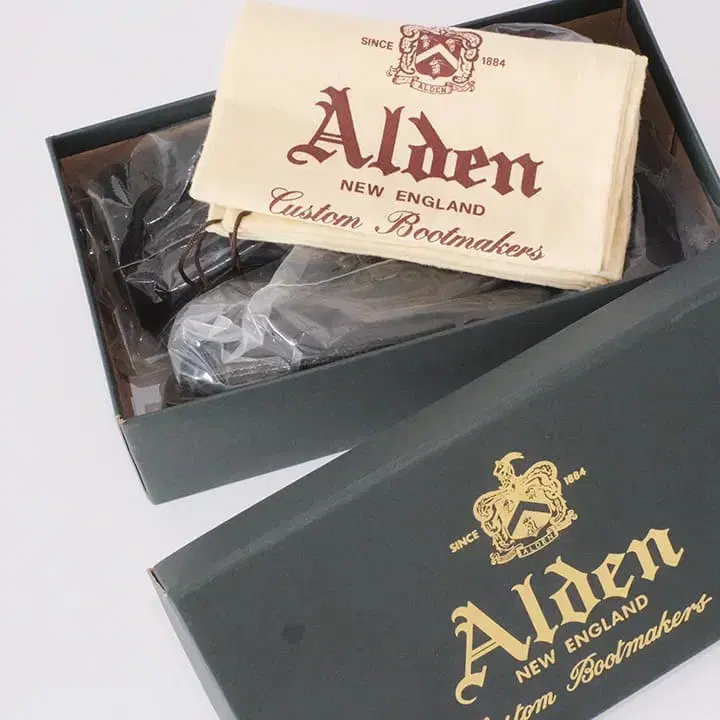 SINCE 1884
ALDEN
Alden
NEW ENGLAND
Custom Bootmakers
SINCE 1884
ALDEN
Alden
NEW ENGLAND
Custom Bootmakers